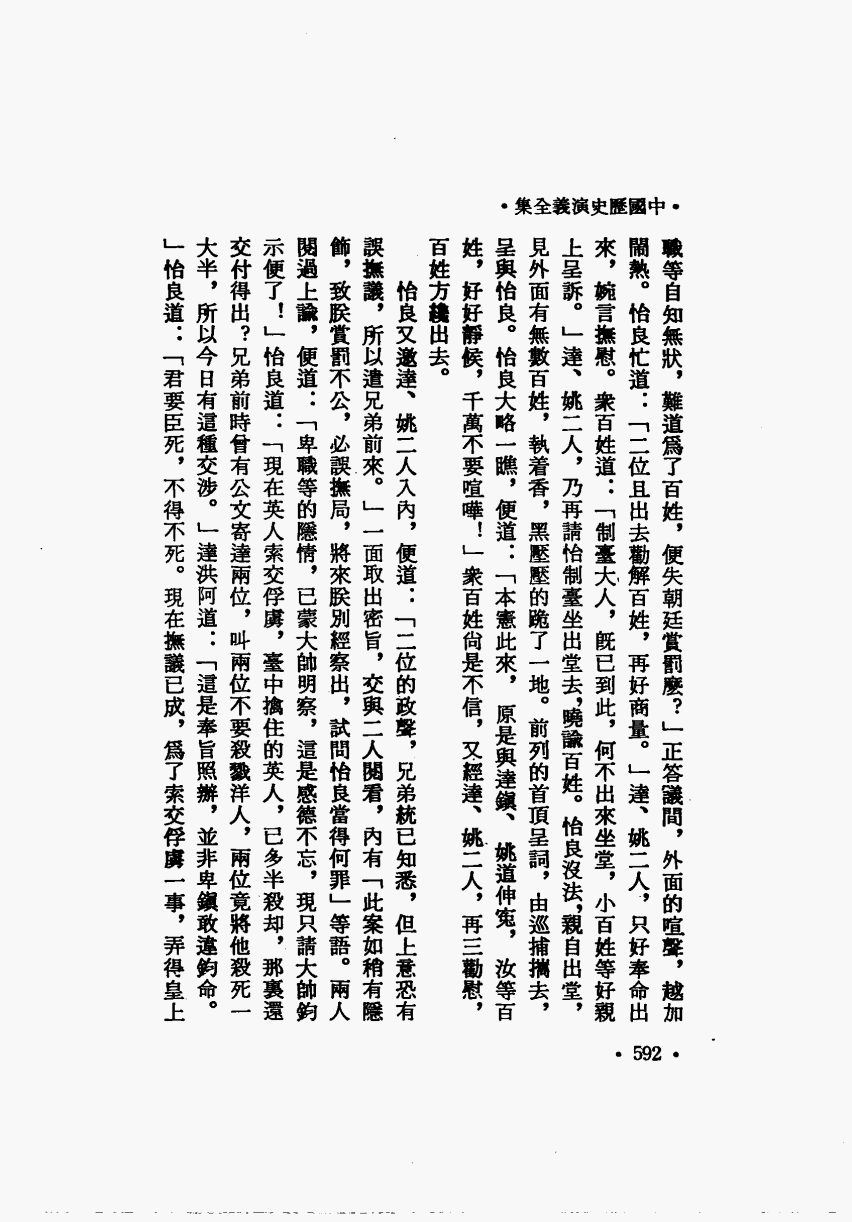 •中國歷史演義全集•
職等自知無狀，難道爲了百姓，便失朝廷賞罰麼？」正答議間，外面的喧聲，越加
鬧熱。怡良忙道：「二位且出去勸解百姓，再好商量。」達、姚二人，只好奉命出
來，婉言撫慰。衆百姓道：「制臺大人，旣已到此，何不出來坐堂，小百姓等好親
上呈訴。」達、姚二人，乃再請怡制臺坐出堂去，曉諭百姓。怡良沒法，親自出堂，
見外面有無數百姓，執着香，黑壓壓的跪了一地。前列的首頂呈詞，由巡捕攜去，
呈與怡良。怡良大略一瞧，便道：「本憲此來，原是與達鎭、姚道伸寃，汝等百
姓，好好靜候，千萬不要喧嘩！」衆百姓尙是不信，又經達、姚二人，再三勸慰，
百姓方纔出去。
怡良又邀達、姚二人入內，便道：「二位的政聲，兄弟統已知悉，但上意恐有
誤撫議，所以遣兄弟前來。」一面取出密旨，交與二人閱看，內有「此案如稍有隱
飾，致朕賞罰不公，必誤撫局，將來朕別經察出，試問怡良當得何罪」等語。兩人
閱過上諭，便道：「卑職等的隱情，已蒙大帥明察，這是感德不忘，現只請大帥鈞
示便了！」怡良道：「現在英人索交俘虜，臺中擒住的英人，已多半殺却，那裏還
交付得出？兄弟前時曾有公文寄達兩位，叫兩位不要殺戮洋人，兩位竟將他殺死一
大半，所以今日有這種交涉。」達洪阿道：「這是奉旨照辦，並非卑鎭敢違鈞命。
」怡良道：「君要臣死，不得不死。現在撫議已成，爲了索交俘虜一事，弄得皇上
•592•